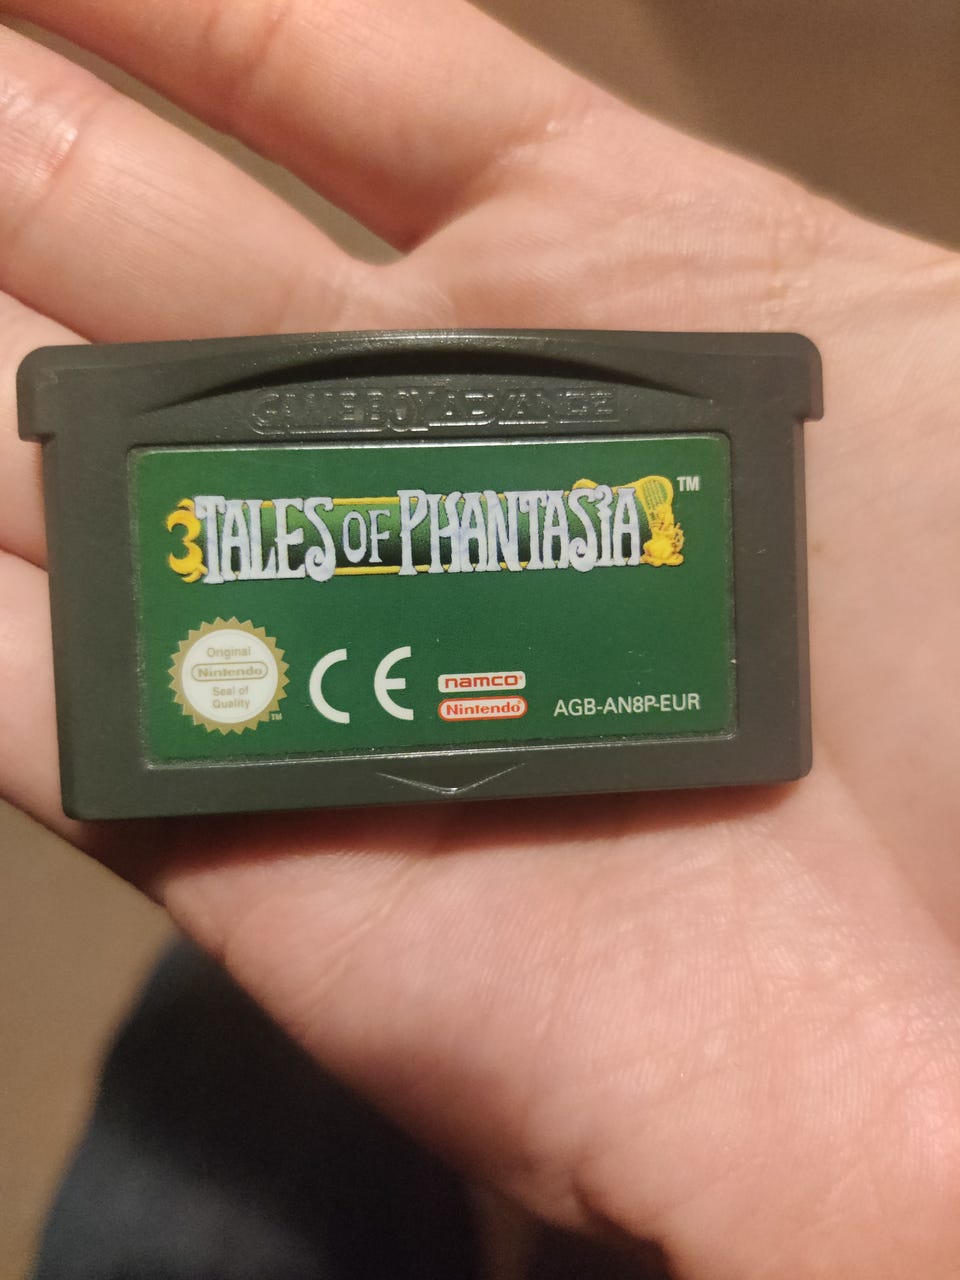 GAME BOY ADVANCE
TALES OF PHANTASIA TM
Original
Nintendo
Seal of
Quality
TM
CE
namco®
Nintendo®
AGB-AN8P-EUR